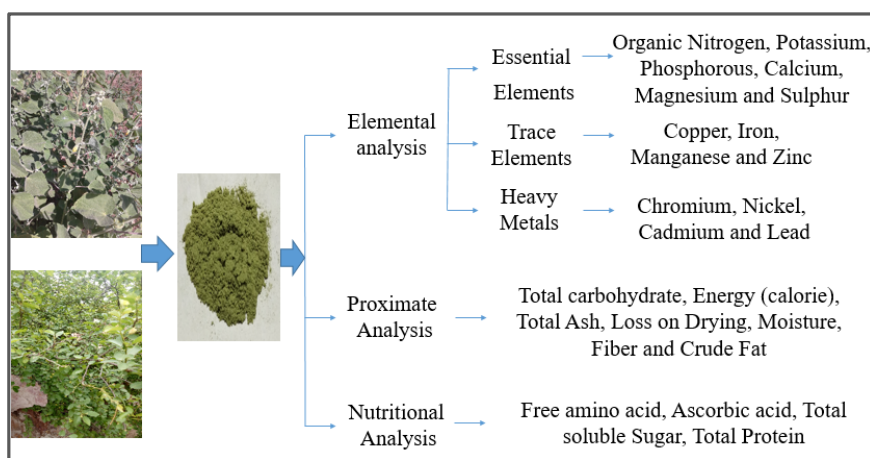 Essential
Elements
Organic Nitrogen, Potassium,
Phosphorous, Calcium,
Magnesium and Sulphur
Elemental
analysis
Trace
Elements
Copper, Iron,
Manganese and Zinc
Heavy
Metals
Chromium, Nickel,
Cadmium and Lead
Proximate
Analysis
Total carbohydrate, Energy (calorie),
Total Ash, Loss on Drying, Moisture,
Fiber and Crude Fat
Nutritional
Analysis
Free amino acid, Ascorbic acid, Total
soluble Sugar, Total Protein